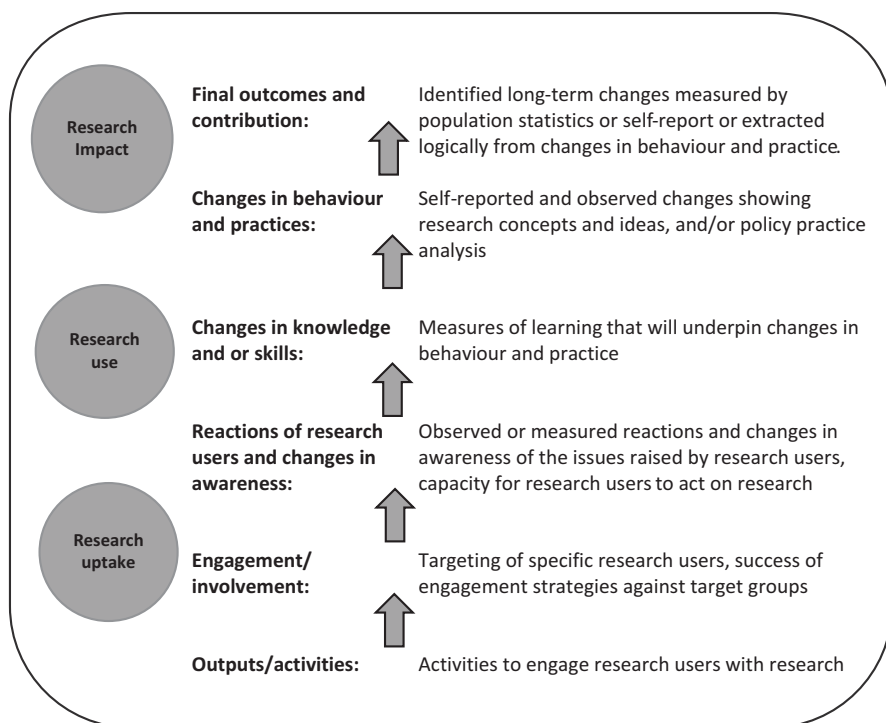 Research
Impact
Final outcomes and
contribution:
Identified long-term changes measured by
population statistics or self-report or extracted
logically from changes in behaviour and practice.
Changes in behaviour
and practices:
Self-reported and observed changes showing
research concepts and ideas, and/or policy practice
analysis
Research
use
Changes in knowledge
and or skills:
Measures of learning that will underpin changes in
behaviour and practice
Reactions of research
users and changes in
awareness:
Observed or measured reactions and changes in
awareness of the issues raised by research users,
capacity for research users to act on research
Research
uptake
Engagement/
involvement:
Targeting of specific research users, success of
engagement strategies against target groups
Outputs/activities:
Activities to engage research users with research